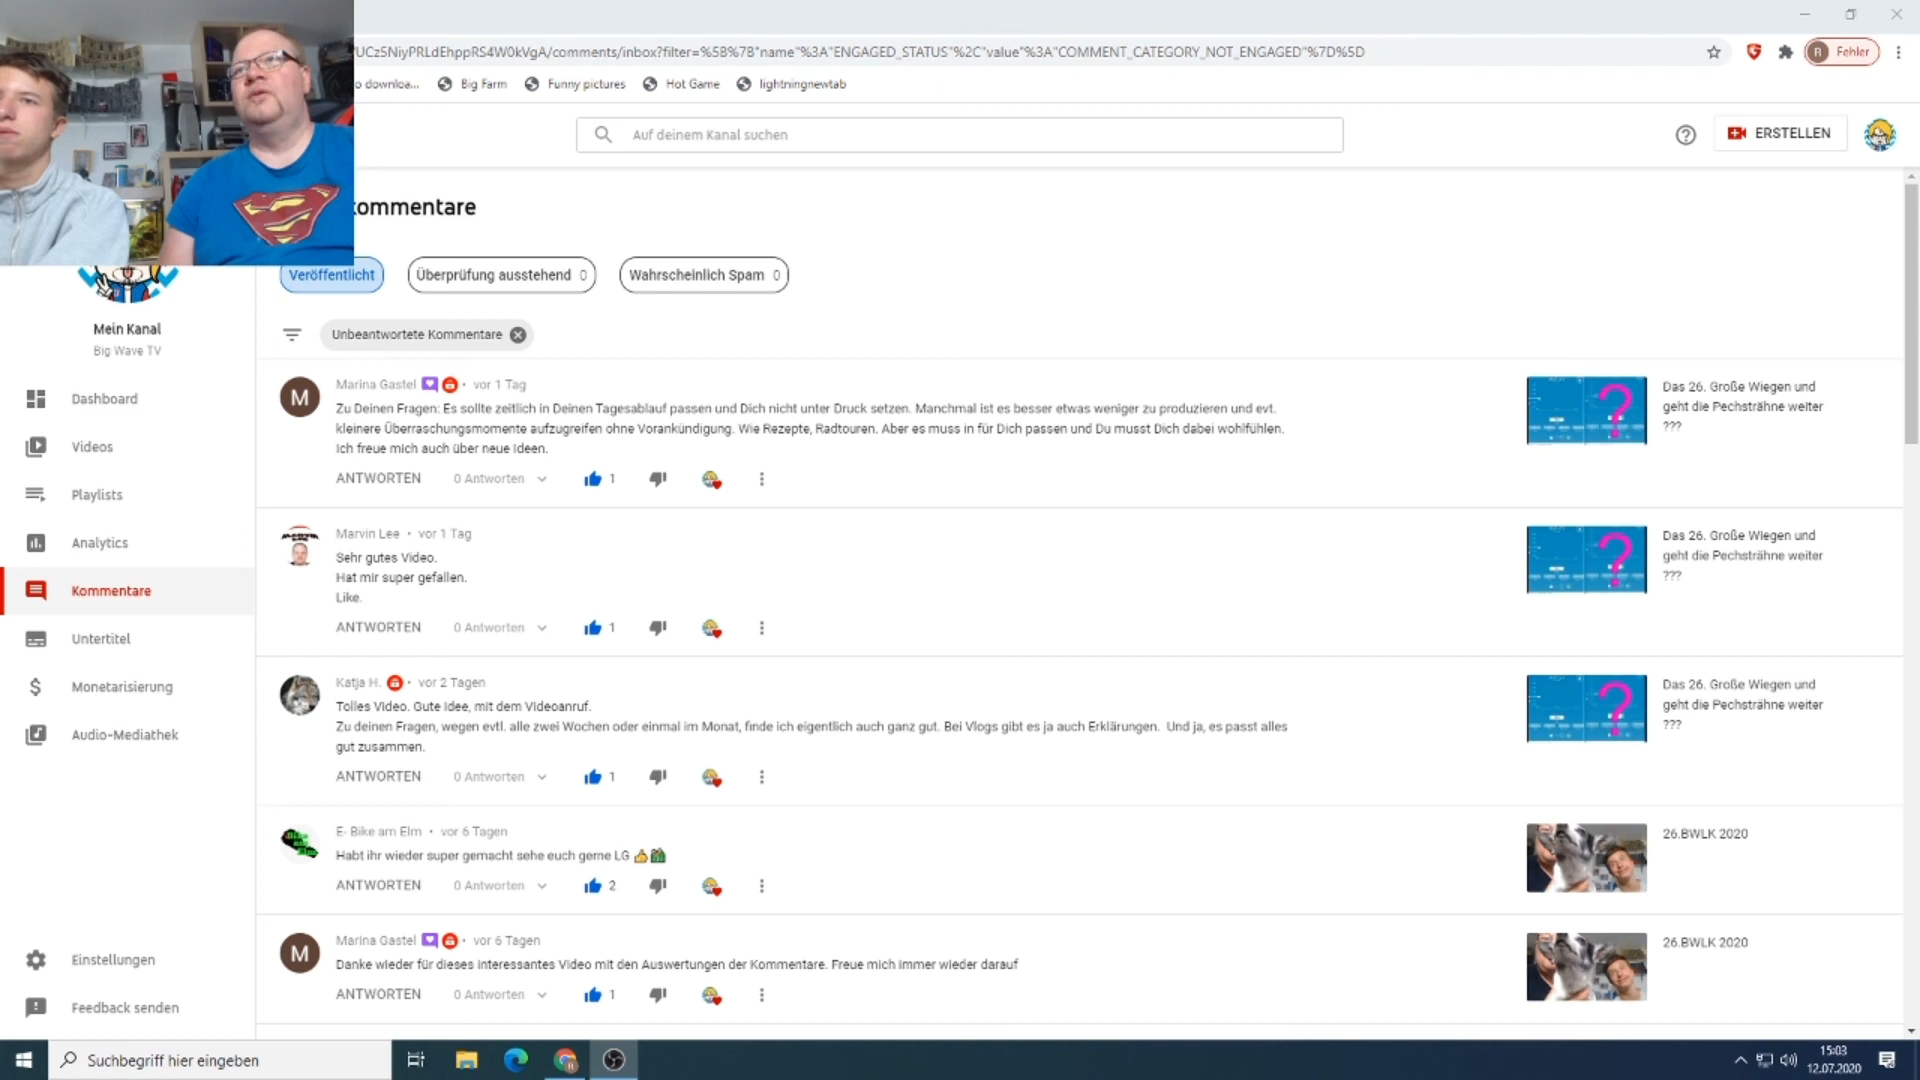 'UCz5NiyPRLdEhppRS4W0kVgA/comments/inbox?filter=%5B%7B"name"%3A"ENGAGED_STATUS"%2C"value"%3A"COMMENT_CATEGORY_NOT_ENGAGED"%7D%5D
R Fehler
o downloa...
Big Farm
Funny pictures
Hot Game
lightningnewtab
Auf deinem Kanal suchen
ERSTELLEN
kommentare
Veröffentlicht
Überprüfung ausstehend 0
Wahrscheinlich Spam 0
Unbeantwortete Kommentare
Mein Kanal
Big Wave TV
Dashboard
Videos
Playlists
Analytics
Kommentare
Untertitel
Monetarisierung
Audio-Mediathek
Einstellungen
Feedback senden
M
Marina Gastel • vor 1 Tag
Zu Deinen Fragen: Es sollte zeitlich in Deinen Tagesablauf passen und Dich nicht unter Druck setzen. Manchmal ist es besser etwas weniger zu produzieren und evt.
kleinere Überraschungsmomente aufzugreifen ohne Vorankündigung. Wie Rezepte, Radtouren. Aber es muss in für Dich passen und Du musst Dich dabei wohlfühlen.
Ich freue mich auch über neue Ideen.
ANTWORTEN 0 Antworten 1
?
Das 26. Große Wiegen und
geht die Pechsträhne weiter
???
Marvin Lee • vor 1 Tag
Sehr gutes Video.
Hat mir super gefallen.
Like.
ANTWORTEN 0 Antworten 1
?
Das 26. Große Wiegen und
geht die Pechsträhne weiter
???
Katja H. • vor 2 Tagen
Tolles Video. Gute Idee, mit dem Videoanruf.
Zu deinen Fragen, wegen evtl. alle zwei Wochen oder einmal im Monat, finde ich eigentlich auch ganz gut. Bei Vlogs gibt es ja auch Erklärungen. Und ja, es passt alles
gut zusammen.
ANTWORTEN 0 Antworten 1
?
Das 26. Große Wiegen und
geht die Pechsträhne weiter
???
E- Bike am Elm • vor 6 Tagen
Habt ihr wieder super gemacht sehe euch gerne LG
ANTWORTEN 0 Antworten 2
26.BWLK 2020
M
Marina Gastel • vor 6 Tagen
Danke wieder für dieses interessantes Video mit den Auswertungen der Kommentare. Freue mich immer wieder darauf
ANTWORTEN 0 Antworten 1
26.BWLK 2020
Suchbegriff hier eingeben
15:03
12.07.2020